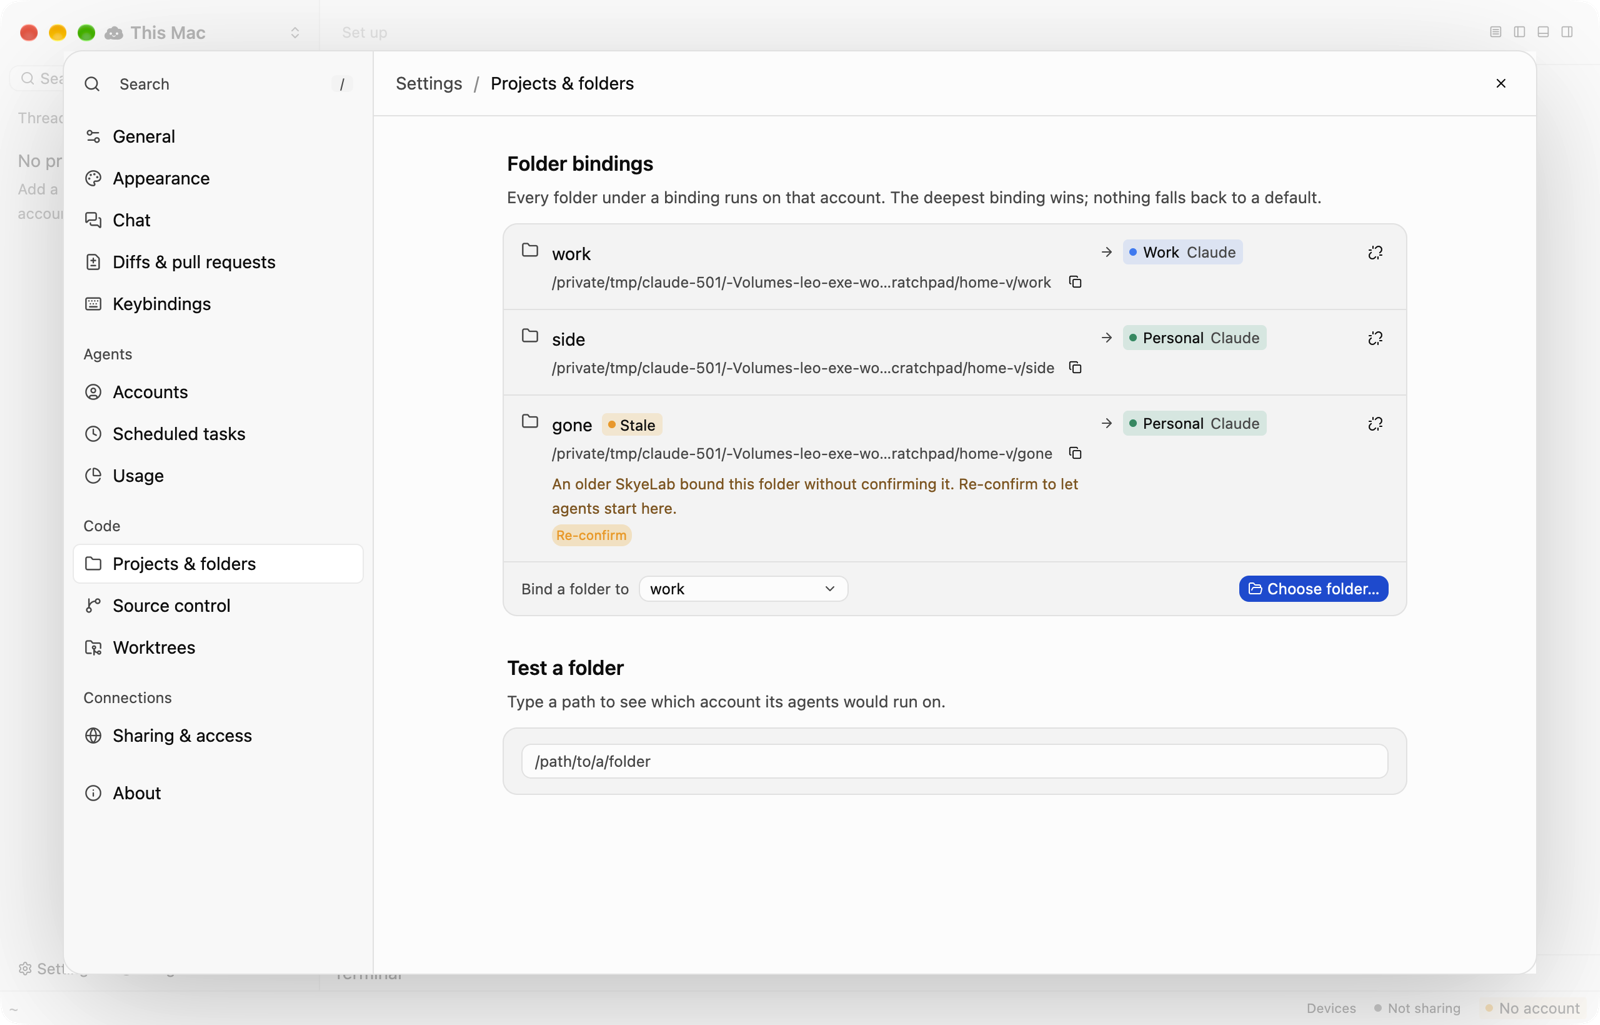 This Mac
Set up
Sea
Search
/
Settings / Projects & folders
Threa
No pr
Add a
accou
General
Appearance
Chat
Diffs & pull requests
Keybindings
Agents
Accounts
Scheduled tasks
Usage
Code
Projects & folders
Source control
Worktrees
Connections
Sharing & access
About
Folder bindings
Every folder under a binding runs on that account. The deepest binding wins; nothing falls back to a default.
work
Work Claude
/private/tmp/claude-501/-Volumes-leo-exe-wo...ratchpad/home-v/work
side
Personal Claude
/private/tmp/claude-501/-Volumes-leo-exe-wo...cratchpad/home-v/side
gone Stale
Personal Claude
/private/tmp/claude-501/-Volumes-leo-exe-wo...ratchpad/home-v/gone
An older SkyeLab bound this folder without confirming it. Re-confirm to let
agents start here.
Re-confirm
Bind a folder to work
Choose folder...
Test a folder
Type a path to see which account its agents would run on.
/path/to/a/folder
Terminal
~
Devices
Not sharing
No account